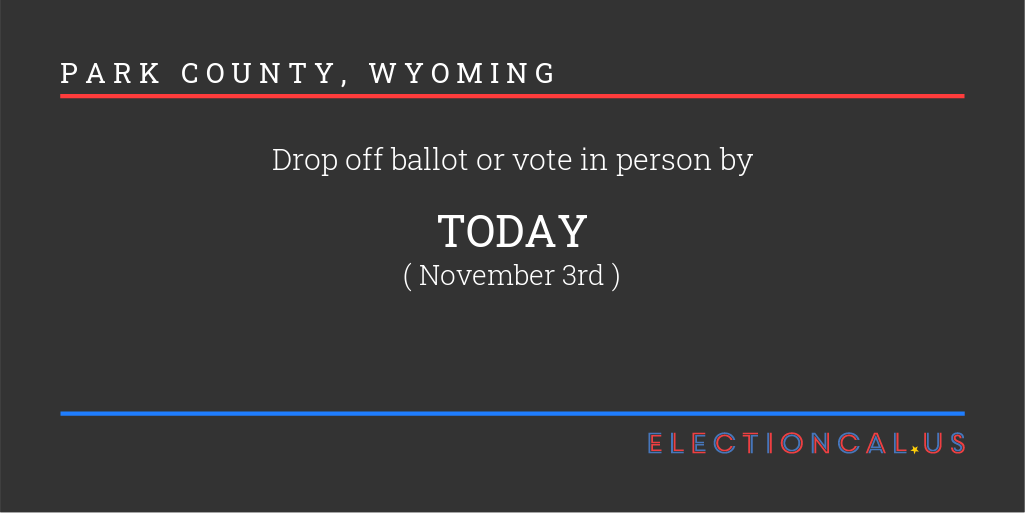 PARK COUNTY, WYOMING
Drop off ballot or vote in person by
TODAY
( November 3rd )
ELECTIONCAL.US